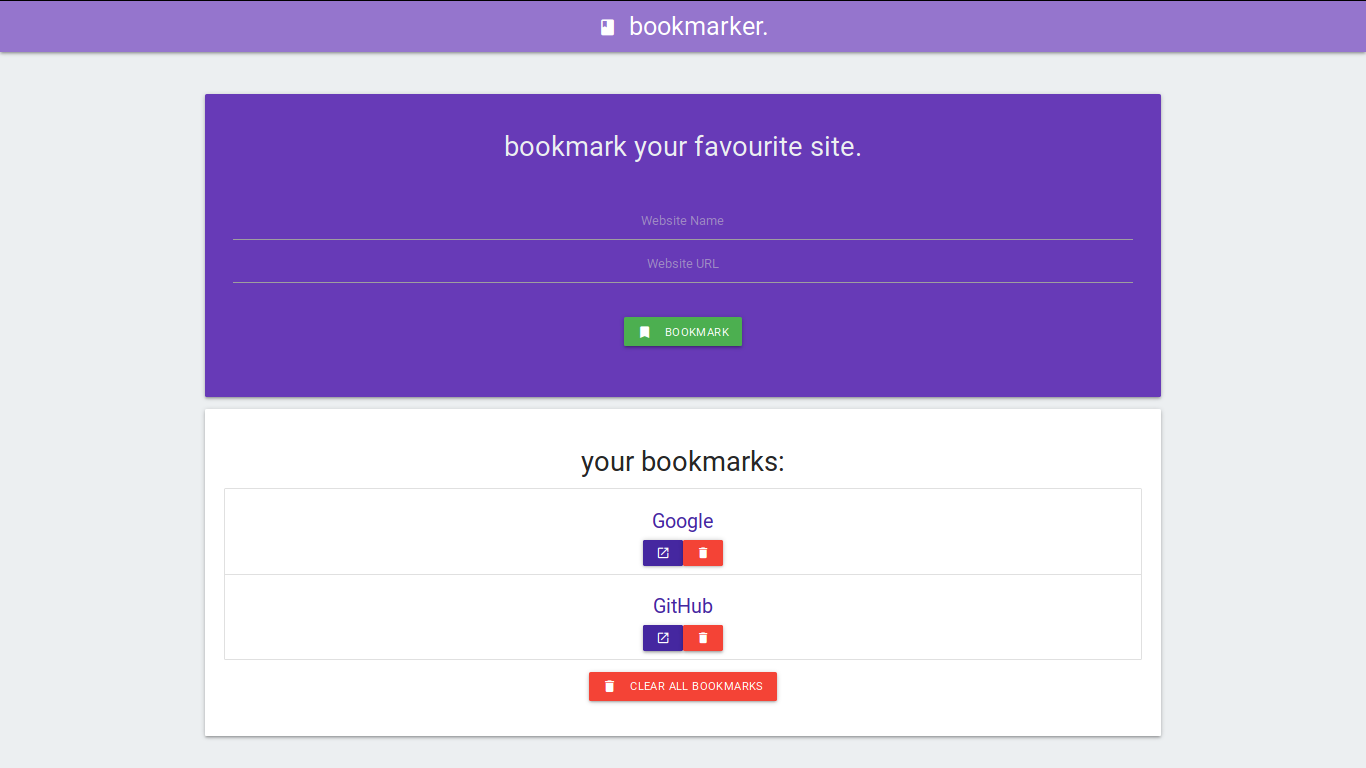 bookmarker.
bookmark your favourite site.
Website Name
Website URL
BOOKMARK
your bookmarks:
Google
GitHub
CLEAR ALL BOOKMARKS